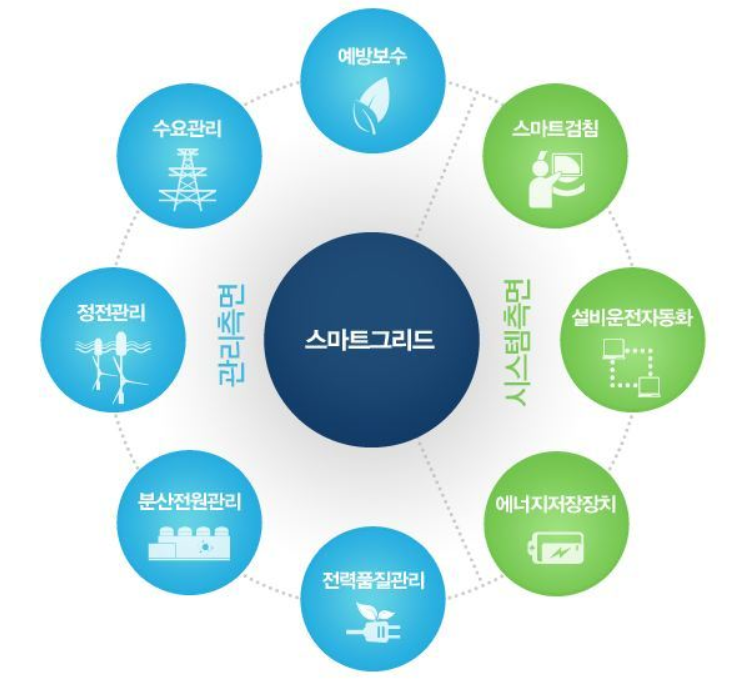 예방보수
수요관리
스마트검침
정전관리
관리측면
스마트그리드
시스템측면
설비운전자동화
분산전원관리
에너지저장장치
전력품질관리